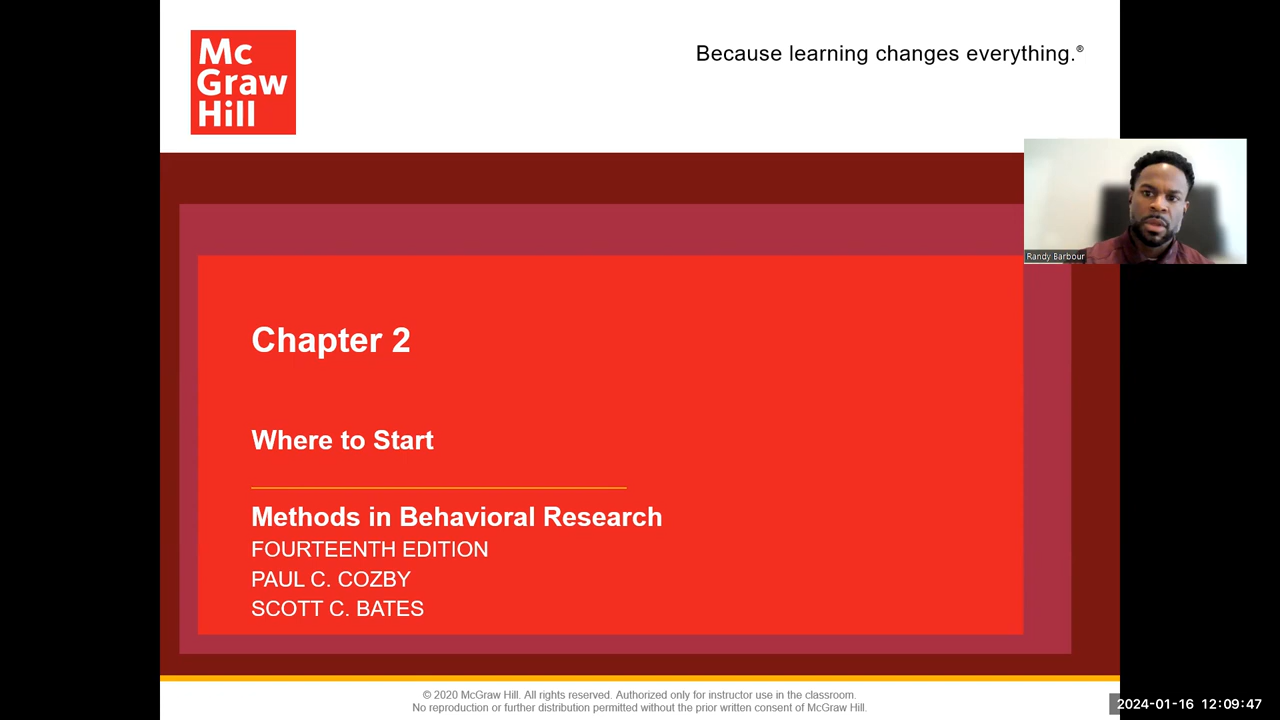 Mc
Graw
Hill
Because learning changes everything.®
Randy Barbour
Chapter 2
Where to Start
Methods in Behavioral Research
FOURTEENTH EDITION
PAUL C. COZBY
SCOTT C. BATES
© 2020 McGraw Hill. All rights reserved. Authorized only for instructor use in the classroom.
No reproduction or further distribution permitted without the prior written consent of McGraw Hill.
2024-01-16 12:09:47